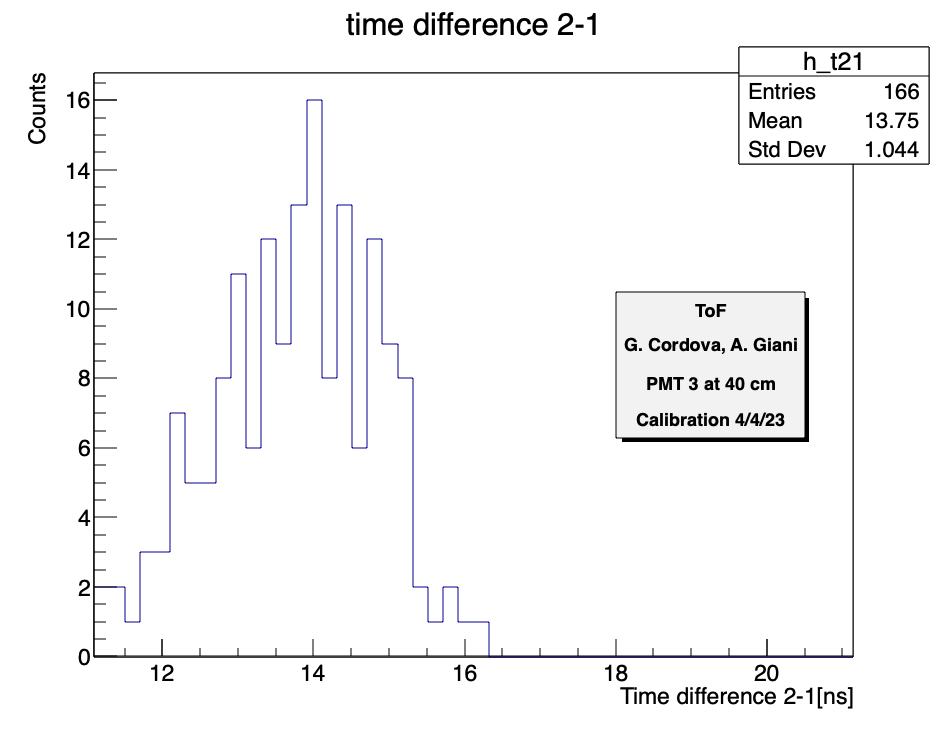 time difference 2-1
h_t21
Entries 166
Mean 13.75
Std Dev 1.044
Counts
16
14
12
10
8
6
4
2
0
ToF
G. Cordova, A. Giani
PMT 3 at 40 cm
Calibration 4/4/23
12 14 16 18 20
Time difference 2-1[ns]